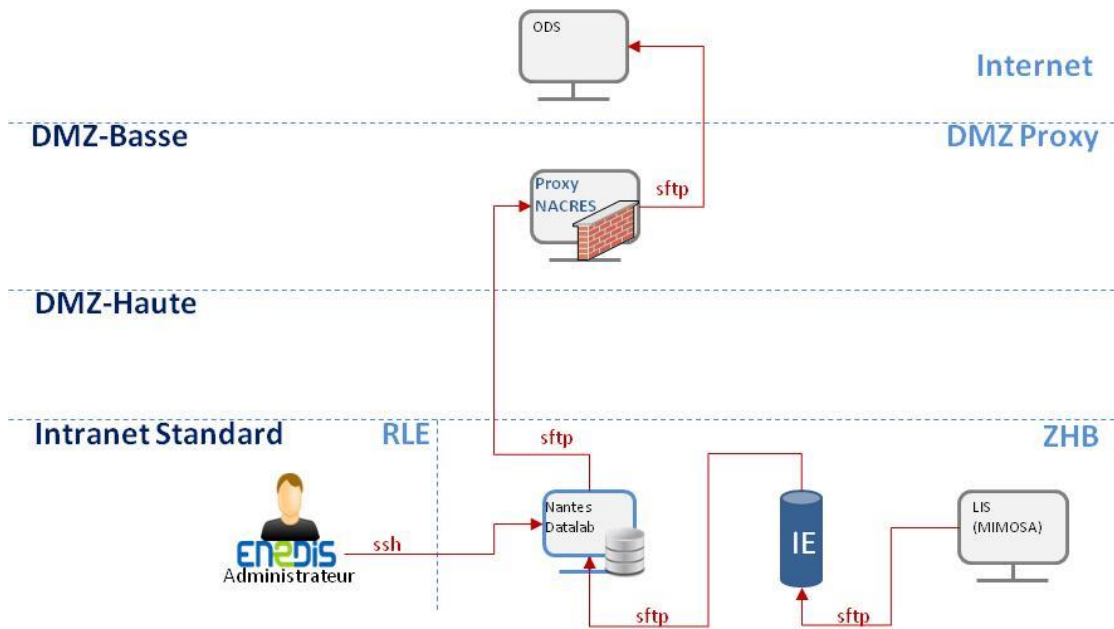 ODS
Internet
DMZ-Basse
DMZ Proxy
Proxy
NACRES
sftp
DMZ-Haute
Intranet Standard
RLE
sftp
ZHB
Nantes
Datalab
IE
LIS
(MIMOSA)
ENEDIS
ssh
Administrateur
sftp
sftp